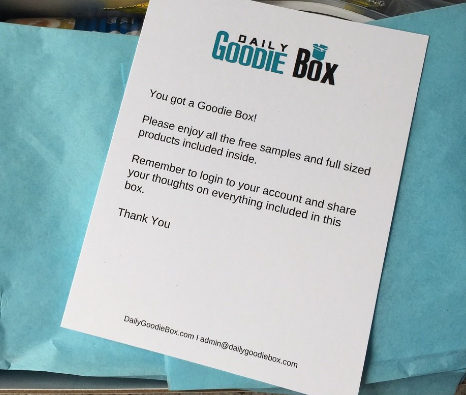 DAILY
GOODIE BOX
You got a Goodie Box!
Please enjoy all the free samples and full sized
products included inside.
Remember to login to your account and share
your thoughts on everything included in this
box.
Thank You
DailyGoodieBox.com I admin@dailygoodiebox.com